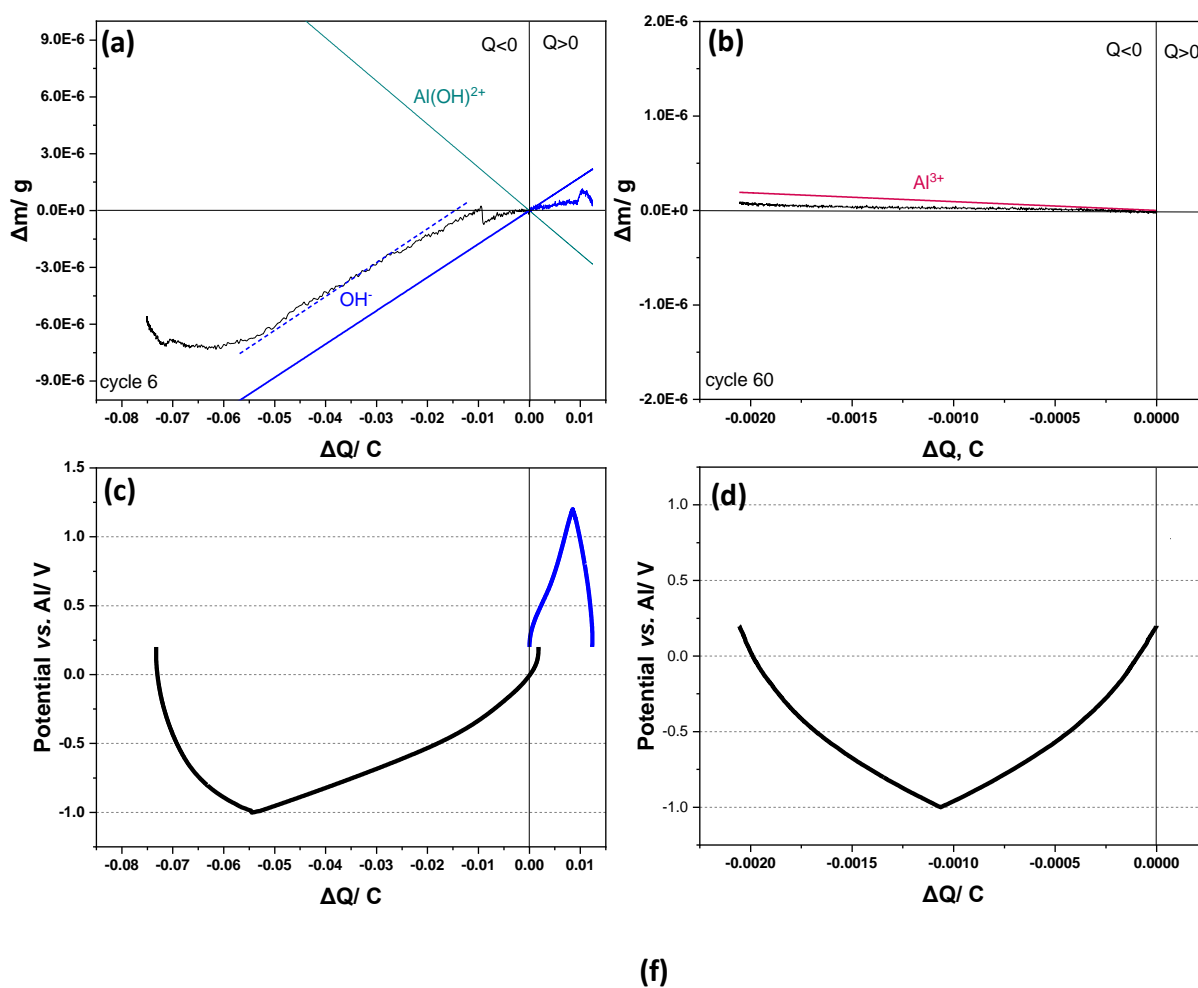 (a)
Q<0
Q>0
Al(OH)2+
OH-
cycle 6
9.0E-6
6.0E-6
3.0E-6
0.0E+0
-3.0E-6
-6.0E-6
-9.0E-6
Δm/ g
-0.08 -0.07 -0.06 -0.05 -0.04 -0.03 -0.02 -0.01 0.00 0.01
ΔQ/ C
(b)
Q<0
Q>0
Al3+
cycle 60
2.0E-6
1.0E-6
0.0E+0
-1.0E-6
-2.0E-6
Δm/ g
-0.0020 -0.0015 -0.0010 -0.0005 0.0000
ΔQ, C
(c)
1.5
1.0
0.5
0.0
-0.5
-1.0
Potential vs. Al/ V
-0.08 -0.07 -0.06 -0.05 -0.04 -0.03 -0.02 -0.01 0.00 0.01
ΔQ/ C
(d)
1.0
0.5
0.0
-0.5
-1.0
Potential vs. Al/ V
-0.0020 -0.0015 -0.0010 -0.0005 0.0000
ΔQ/ C
(f)